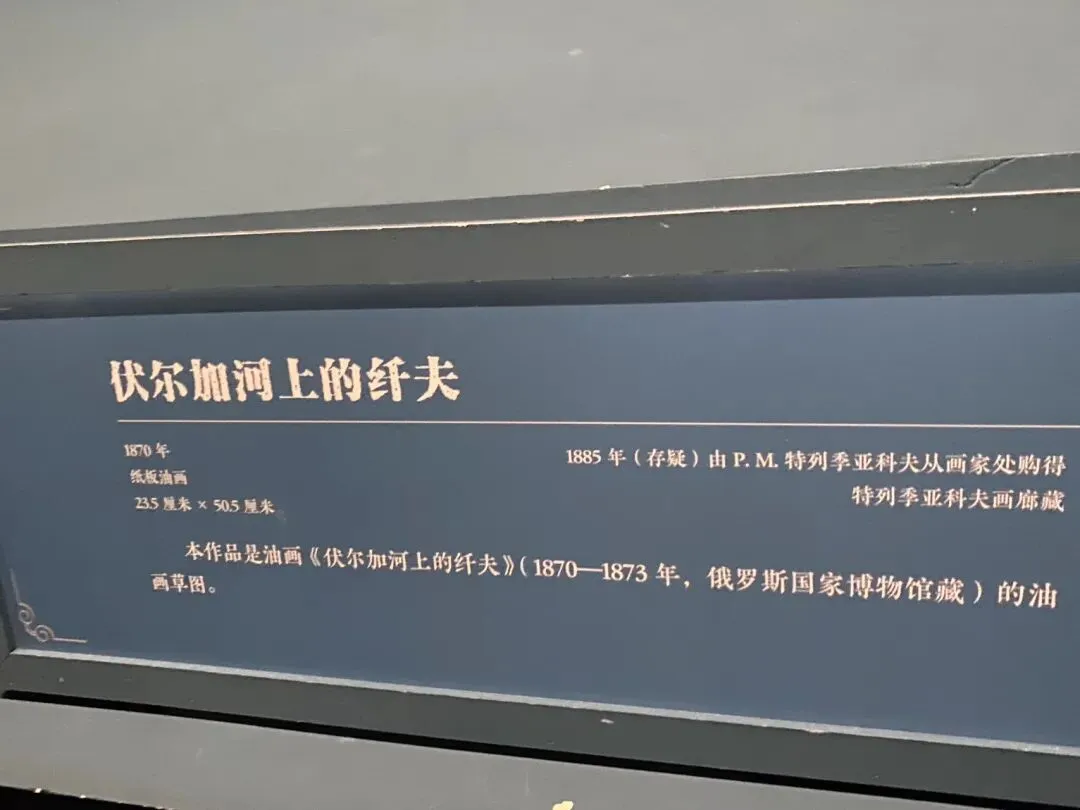 伏尔加河上的纤夫
1870 年
纸板油画
23.5 厘米 × 50.5 厘米
1885 年（存疑）由 P. M. 特列季亚科夫从画家处购得
特列季亚科夫画廊藏
本作品是油画《伏尔加河上的纤夫》（1870—1873 年，俄罗斯国家博物馆藏）的油
画草图。